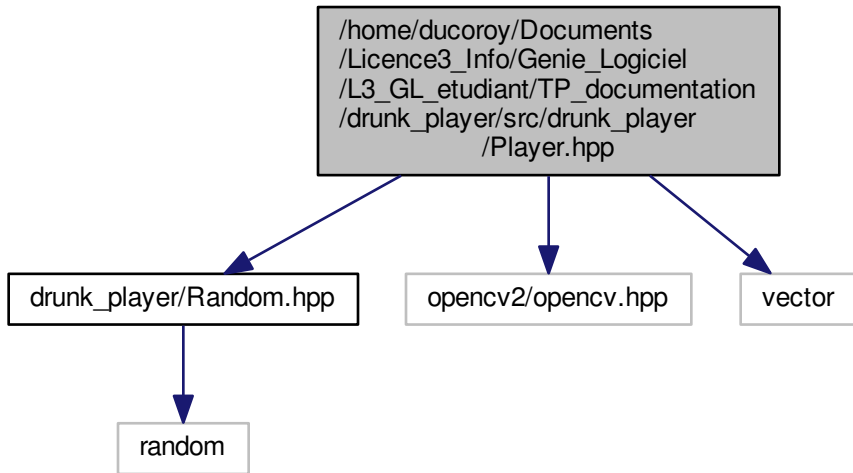 /home/ducoroy/Documents
/Licence3_Info/Genie_Logiciel
/L3_GL_etudiant/TP_documentation
/drunk_player/src/drunk_player
/Player.hpp
drunk_player/Random.hpp
opencv2/opencv.hpp
vector
random